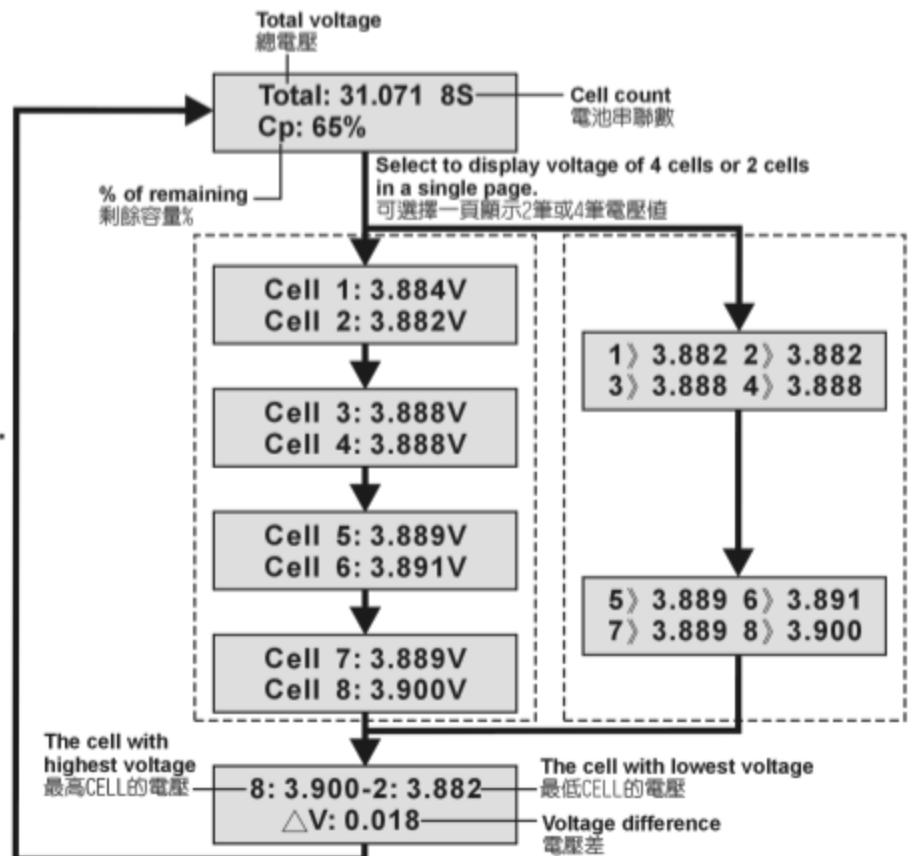 Total voltage
總電壓
Total: 31.071 8S
Cp: 65%
Cell count
電池串聯數
% of remaining
剩餘容量%
Select to display voltage of 4 cells or 2 cells
in a single page.
可選擇一頁顯示2筆或4筆電壓值
Cell 1: 3.884V
Cell 2: 3.882V
Cell 3: 3.888V
Cell 4: 3.888V
Cell 5: 3.889V
Cell 6: 3.891V
Cell 7: 3.889V
Cell 8: 3.900V
1》3.882 2》3.882
3》3.888 4》3.888
5》3.889 6》3.891
7》3.889 8》3.900
The cell with
highest voltage
最高CELL的電壓
8: 3.900-2: 3.882
△V: 0.018
The cell with lowest voltage
最低CELL的電壓
Voltage difference
電壓差